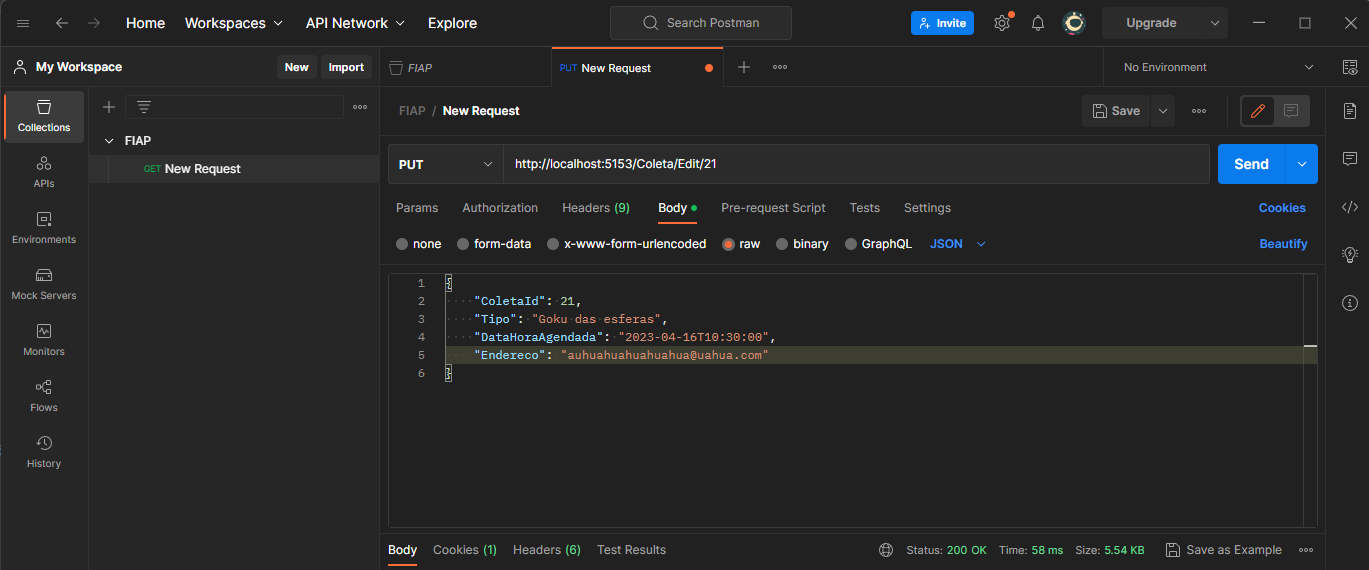 Home Workspaces API Network Explore Search Postman Invite Upgrade
My Workspace New Import FIAP PUT New Request No Environment
Collections
APIs
Environments
Mock Servers
Monitors
Flows
History
FIAP
GET New Request
FIAP / New Request Save
PUT http://localhost:5153/Coleta/Edit/21 Send
Params Authorization Headers (9) Body Pre-request Script Tests Settings Cookies
none form-data x-www-form-urlencoded raw binary GraphQL JSON Beautify
1 {
2 "ColetaId": 21,
3 "Tipo": "Goku das esferas",
4 "DataHoraAgendada": "2023-04-16T10:30:00",
5 "Endereco": "auhuahuahuahuahua@uahua.com"
6 }
Body Cookies (1) Headers (6) Test Results Status: 200 OK Time: 58 ms Size: 5.54 KB Save as Example